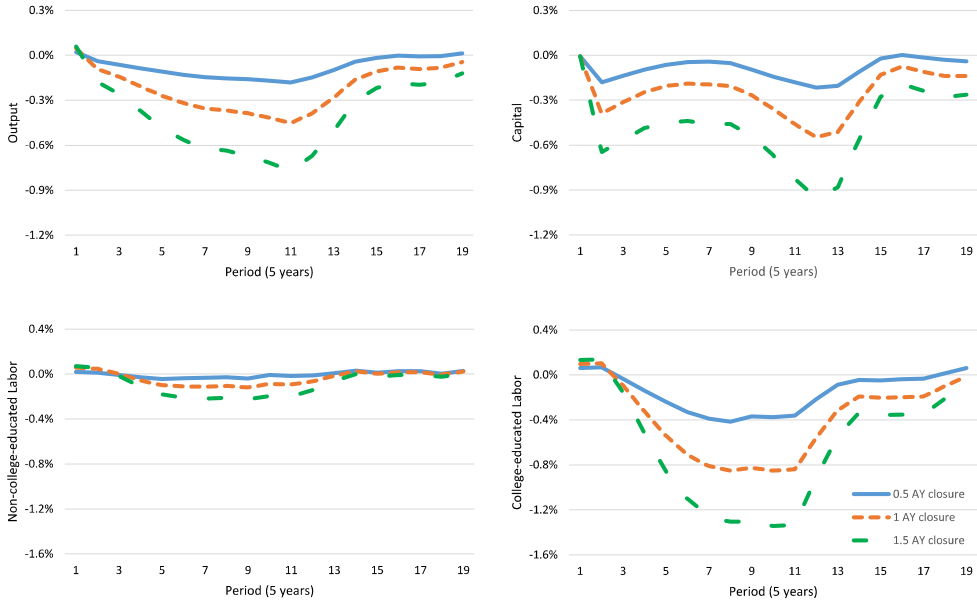 0.3%
0.0%
-0.3%
-0.6%
-0.9%
-1.2%
Output
1 3 5 7 9 11 13 15 17 19
Period (5 years)
0.3%
0.0%
-0.3%
-0.6%
-0.9%
-1.2%
Capital
1 3 5 7 9 11 13 15 17 19
Period (5 years)
0.4%
0.0%
-0.4%
-0.8%
-1.2%
-1.6%
Non-college-educated Labor
1 3 5 7 9 11 13 15 17 19
Period (5 years)
0.4%
0.0%
-0.4%
-0.8%
-1.2%
-1.6%
College-educated Labor
0.5 AY closure
1 AY closure
1.5 AY closure
1 3 5 7 9 11 13 15 17 19
Period (5 years)